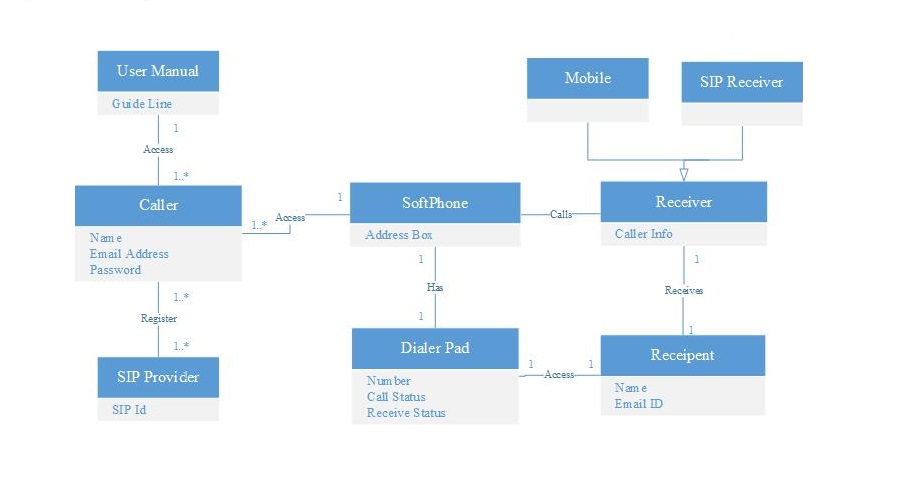 User Manual
Guide Line
1
Access
1..*
Caller
Name
Email Address
Password
1..*
Register
1..*
SIP Provider
SIP Id
1..*
Access
1
SoftPhone
Address Box
1
Has
1
Dialer Pad
Number
Call Status
Receive Status
Calls
1
Access
1
Mobile
SIP Receiver
Receiver
Caller Info
1
Receives
1
Receipent
Name
Email ID